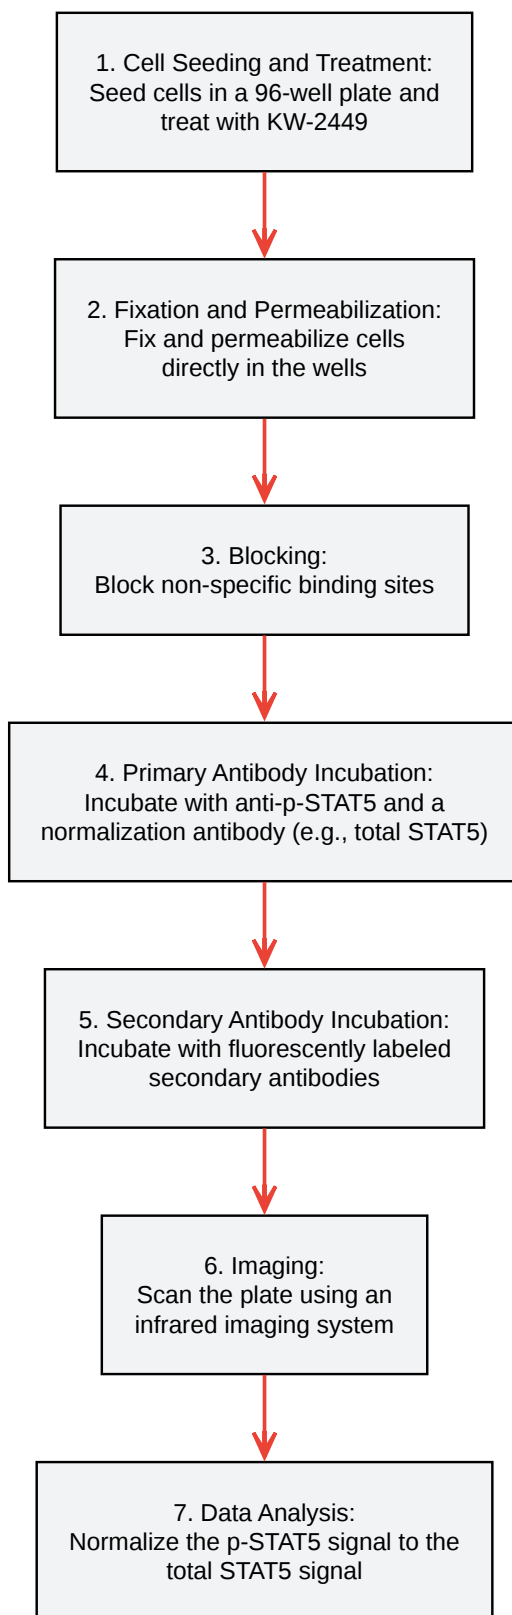 1. Cell Seeding and Treatment:
Seed cells in a 96-well plate and
treat with KW-2449
2. Fixation and Permeabilization:
Fix and permeabilize cells
directly in the wells
3. Blocking:
Block non-specific binding sites
4. Primary Antibody Incubation:
Incubate with anti-p-STAT5 and a
normalization antibody (e.g., total STAT5)
5. Secondary Antibody Incubation:
Incubate with fluorescently labeled
secondary antibodies
6. Imaging:
Scan the plate using an
infrared imaging system
7. Data Analysis:
Normalize the p-STAT5 signal to the
total STAT5 signal